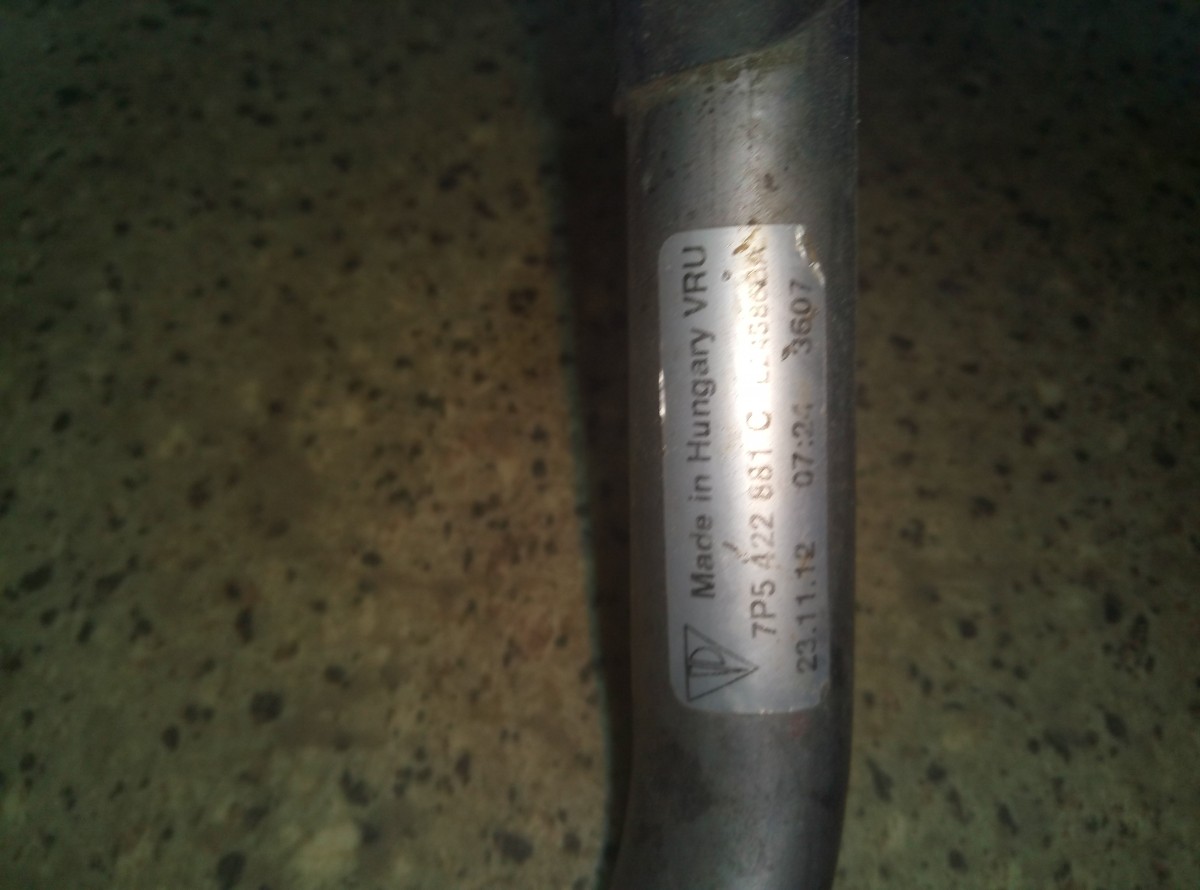 Made in Hungary VRU
7P5 422 881 C
23.11.12 07:24 3607